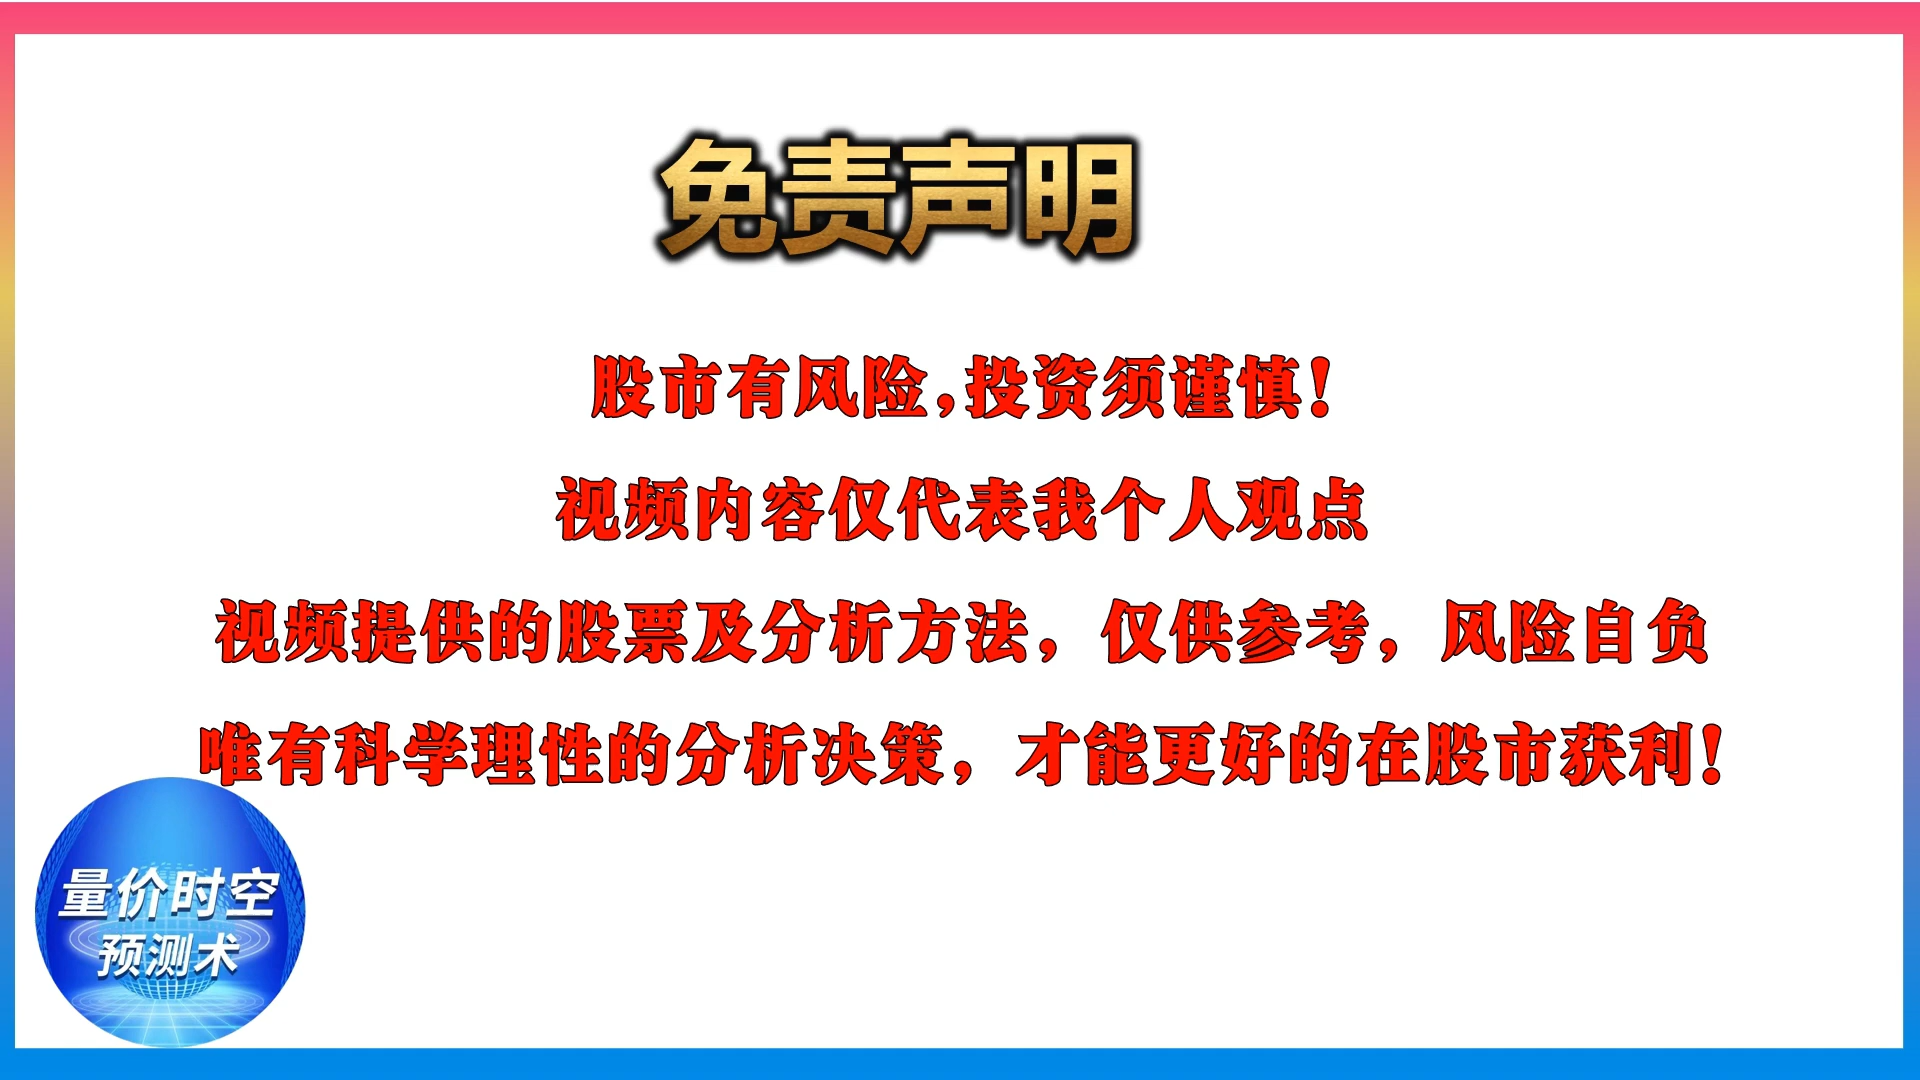 免责声明
股市有风险,投资须谨慎!
视频内容仅代表我个人观点
视频提供的股票及分析方法，仅供参考，风险自负
唯有科学理性的分析决策，才能更好的在股市获利!
量价时空
预测术